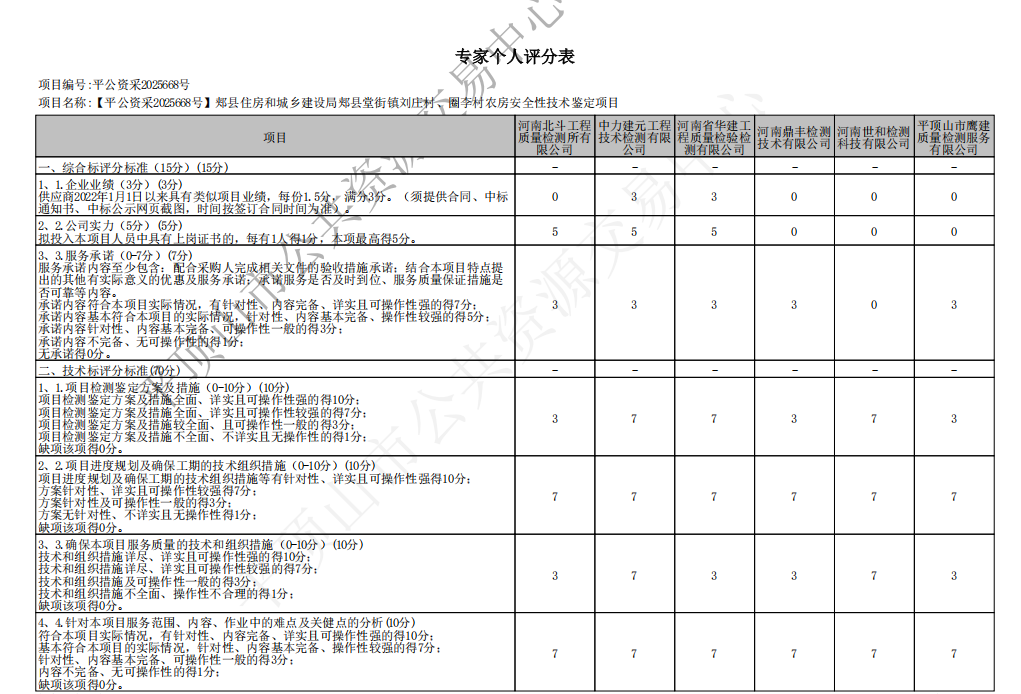 专家个人评分表
项目编号:平公资采2025668号
项目名称:【平公资采2025668号】郏县住房和城乡建设局郏县堂街镇刘庄村、圈李村农房安全性技术鉴定项目
项目
河南北斗工程质量检测所有限公司
中力建元工程技术检测有限公司
河南省华建工程质量检验检测有限公司
河南鼎丰检测技术有限公司
河南世和检测科技有限公司
平顶山市鹰建质量检测服务有限公司
一、综合标评分标准（15分)(15分)
- - - - - -
1、1.企业业绩（3分）(3分)
供应商2022年1月1日以来具有类似项目业绩，每份1.5分，满分3分。（须提供合同、中标
通知书、中标公示网页截图，时间按签订合同时间为准）。
0 3 3 0 0 0
2、2.公司实力（5分）(5分)
拟投入本项目人员中具有上岗证书的，每有1人得1分，本项最高得5分。
5 5 5 0 0 0
3、3.服务承诺（0-7分）(7分)
服务承诺内容至少包含：配合采购人完成相关文件的验收措施承诺；结合本项目特点提
出的其他有实际意义的优惠及服务承诺；承诺服务是否及时到位、服务质量保证措施是
否可靠等内容。
承诺内容符合本项目实际情况，有针对性、内容完备、详实且可操作性强的得7分；
承诺内容基本符合本项目的实际情况，针对性、内容基本完备、操作性较强的得5分；
承诺内容针对性、内容基本完备、可操作性一般的得3分；
承诺内容不完备、无可操作性的得1分；
无承诺得0分。
3 3 3 3 0 3
二、技术标评分标准(70分)
- - - - - -
1、1.项目检测鉴定方案及措施（0-10分）(10分)
项目检测鉴定方案及措施全面、详实且可操作性强的得10分；
项目检测鉴定方案及措施全面、详实且可操作性较强的得7分；
项目检测鉴定方案及措施较全面、且可操作性一般的得3分；
项目检测鉴定方案及措施不全面、不详实且无操作性的得1分；
缺项该项得0分。
3 7 7 3 7 3
2、2.项目进度规划及确保工期的技术组织措施（0-10分）(10分)
项目进度规划及确保工期的技术组织措施等有针对性、详实且可操作性强得10分；
方案针对性、详实且可操作性较强得7分；
方案针对性及可操作性一般的得3分；
方案无针对性、不详实且无操作性得1分；
缺项该项得0分。
7 7 7 7 7 7
3、3.确保本项目服务质量的技术和组织措施（0-10分）(10分)
技术和组织措施详尽、详实且可操作性强的得10分；
技术和组织措施详尽、详实且可操作性较强的得7分；
技术和组织措施及可操作性一般的得3分；
技术和组织措施不全面、操作性不合理的得1分；
缺项该项得0分。
3 7 3 3 7 3
4、4.针对本项目服务范围、内容、作业中的难点及关健点的分析(10分)
符合本项目实际情况，有针对性、内容完备、详实且可操作性强的得10分；
基本符合本项目的实际情况，针对性、内容基本完备、操作性较强的得7分；
针对性、内容基本完备、可操作性一般的得3分；
内容不完备、无可操作性的得1分；
缺项该项得0分。
7 7 7 7 7 7
平顶山市公共资源交易中心
平顶山市公共资源交易中心